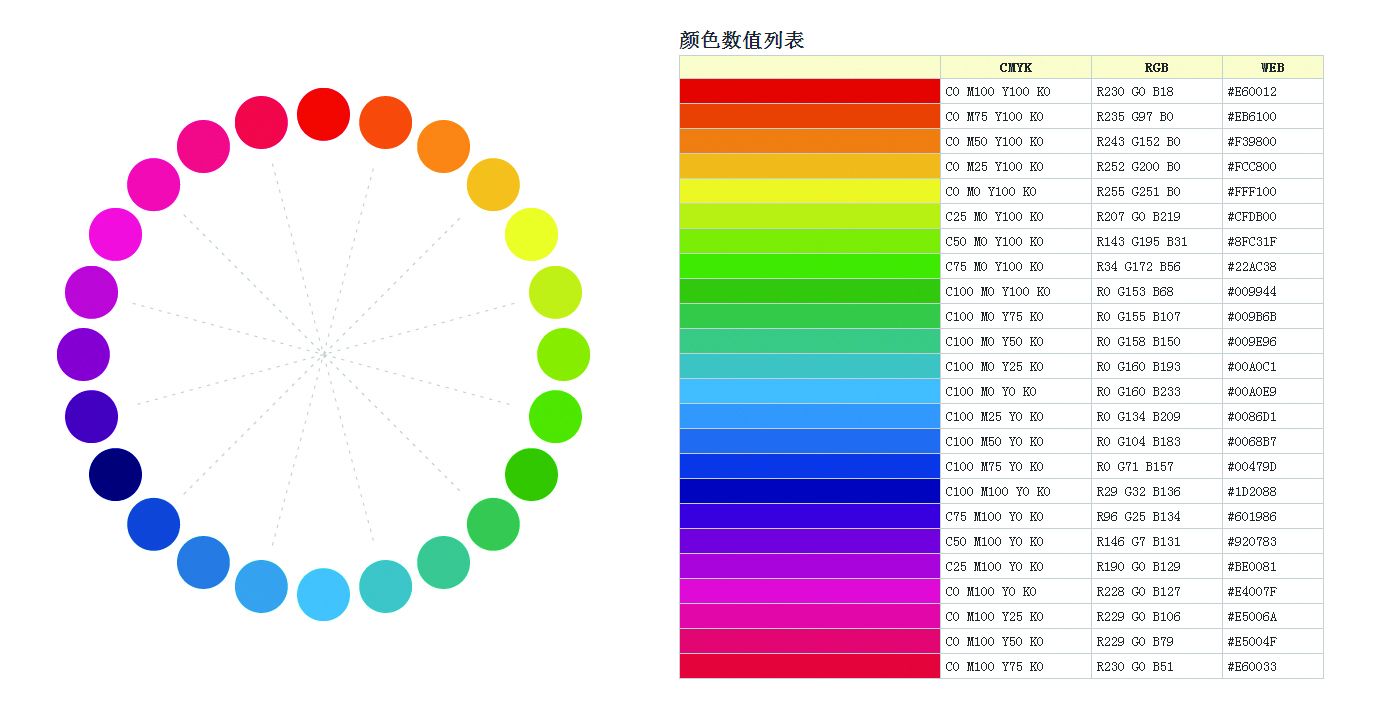 颜色数值列表
CMYK RGB WEB
C0 M100 Y100 K0 R230 G0 B18 #E60012
C0 M75 Y100 K0 R235 G97 B0 #EB6100
C0 M50 Y100 K0 R243 G152 B0 #F39800
C0 M25 Y100 K0 R252 G200 B0 #FCC800
C0 M0 Y100 K0 R255 G251 B0 #FFF100
C25 M0 Y100 K0 R207 G0 B219 #CFDB00
C50 M0 Y100 K0 R143 G195 B31 #8FC31F
C75 M0 Y100 K0 R34 G172 B56 #22AC38
C100 M0 Y100 K0 R0 G153 B68 #009944
C100 M0 Y75 K0 R0 G155 B107 #009B6B
C100 M0 Y50 K0 R0 G158 B150 #009E96
C100 M0 Y25 K0 R0 G160 B193 #00A0C1
C100 M0 Y0 K0 R0 G160 B233 #00A0E9
C100 M25 Y0 K0 R0 G134 B209 #0086D1
C100 M50 Y0 K0 R0 G104 B183 #0068B7
C100 M75 Y0 K0 R0 G71 B157 #00479D
C100 M100 Y0 K0 R29 G32 B136 #1D2088
C75 M100 Y0 K0 R96 G25 B134 #601986
C50 M100 Y0 K0 R146 G7 B131 #920783
C25 M100 Y0 K0 R190 G0 B129 #BE0081
C0 M100 Y0 K0 R228 G0 B127 #E4007F
C0 M100 Y25 K0 R229 G0 B106 #E5006A
C0 M100 Y50 K0 R229 G0 B79 #E5004F
C0 M100 Y75 K0 R230 G0 B51 #E60033